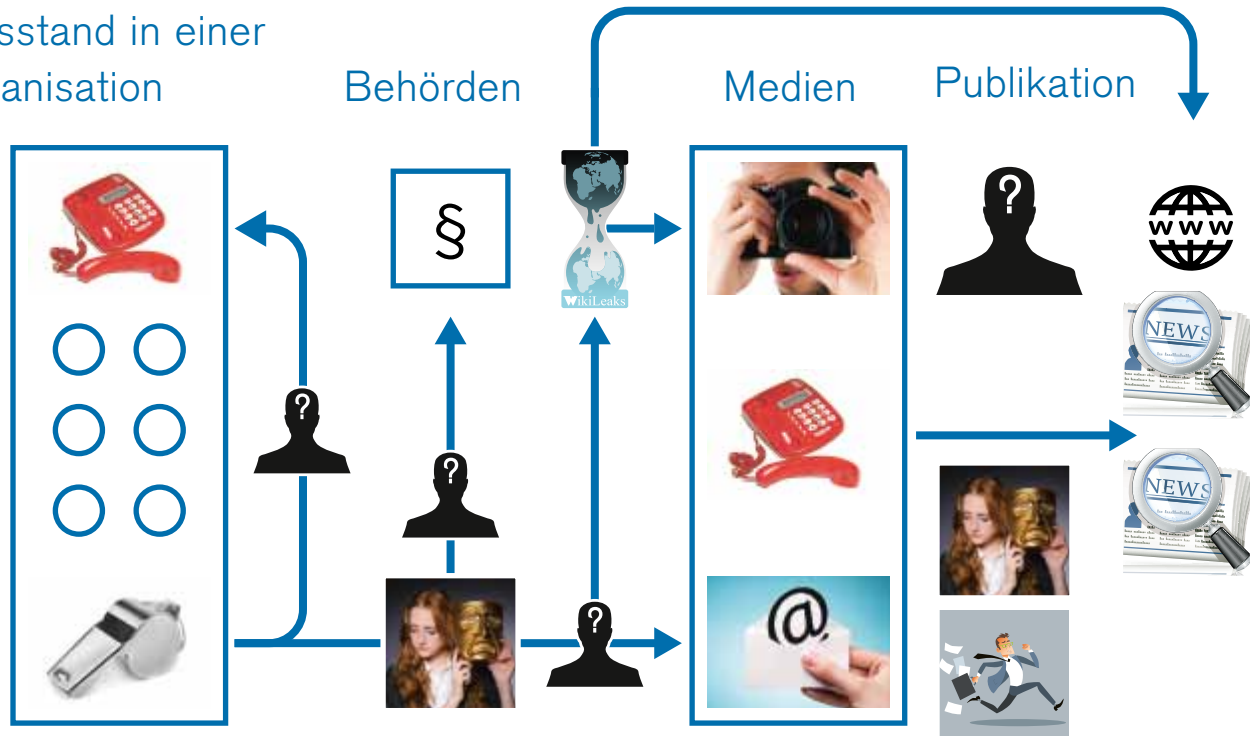 sstand in einer
anisation
Behörden
Medien
Publikation
§
WikiLeaks
?
?
?
?
@
www
NEWS
NEWS